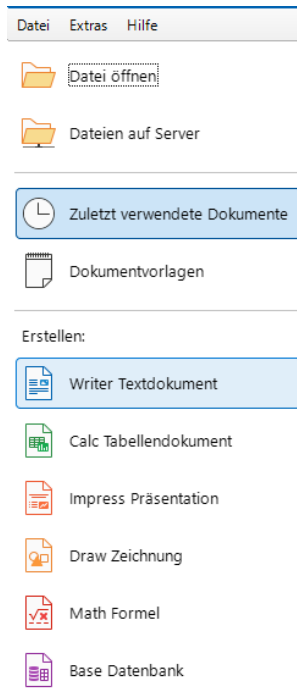 Datei Extras Hilfe
Datei öffnen
Dateien auf Server
Zuletzt verwendete Dokumente
Dokumentvorlagen
Erstellen:
Writer Textdokument
Calc Tabellendokument
Impress Präsentation
Draw Zeichnung
Math Formel
Base Datenbank